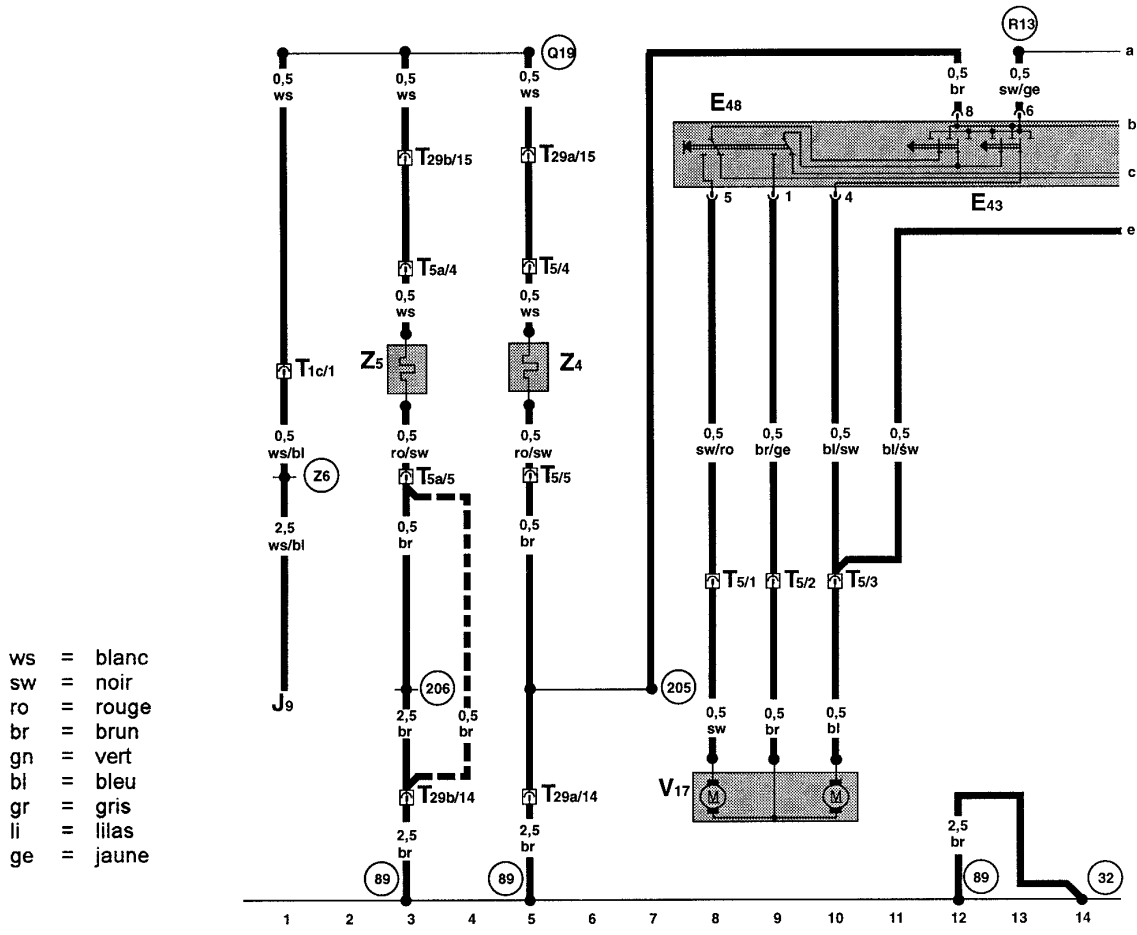 R13
Q19
a
0,5 ws
0,5 ws
0,5 ws
0,5 br
0,5 sw/ge
E48
8
6
b
T29b/15
T29a/15
c
5
1
4
E43
e
T5a/4
T5/4
0,5 ws
0,5 ws
Z5
Z4
T1c/1
0,5 ws/bl
0,5 ro/sw
0,5 ro/sw
0,5 sw/ro
0,5 br/ge
0,5 bl/sw
0,5 bl/sw
Z6
T5a/5
T5/5
2,5 ws/bl
0,5 br
0,5 br
T5/1
T5/2
T5/3
ws = blanc
sw = noir
ro = rouge
br = brun
gn = vert
bl = bleu
gr = gris
li = lilas
ge = jaune
206
205
J9
2,5 br
0,5 br
0,5 sw
0,5 br
0,5 bl
V17
M
M
T29b/14
T29a/14
2,5 br
2,5 br
2,5 br
89
89
89
32
1 2 3 4 5 6 7 8 9 10 11 12 13 14